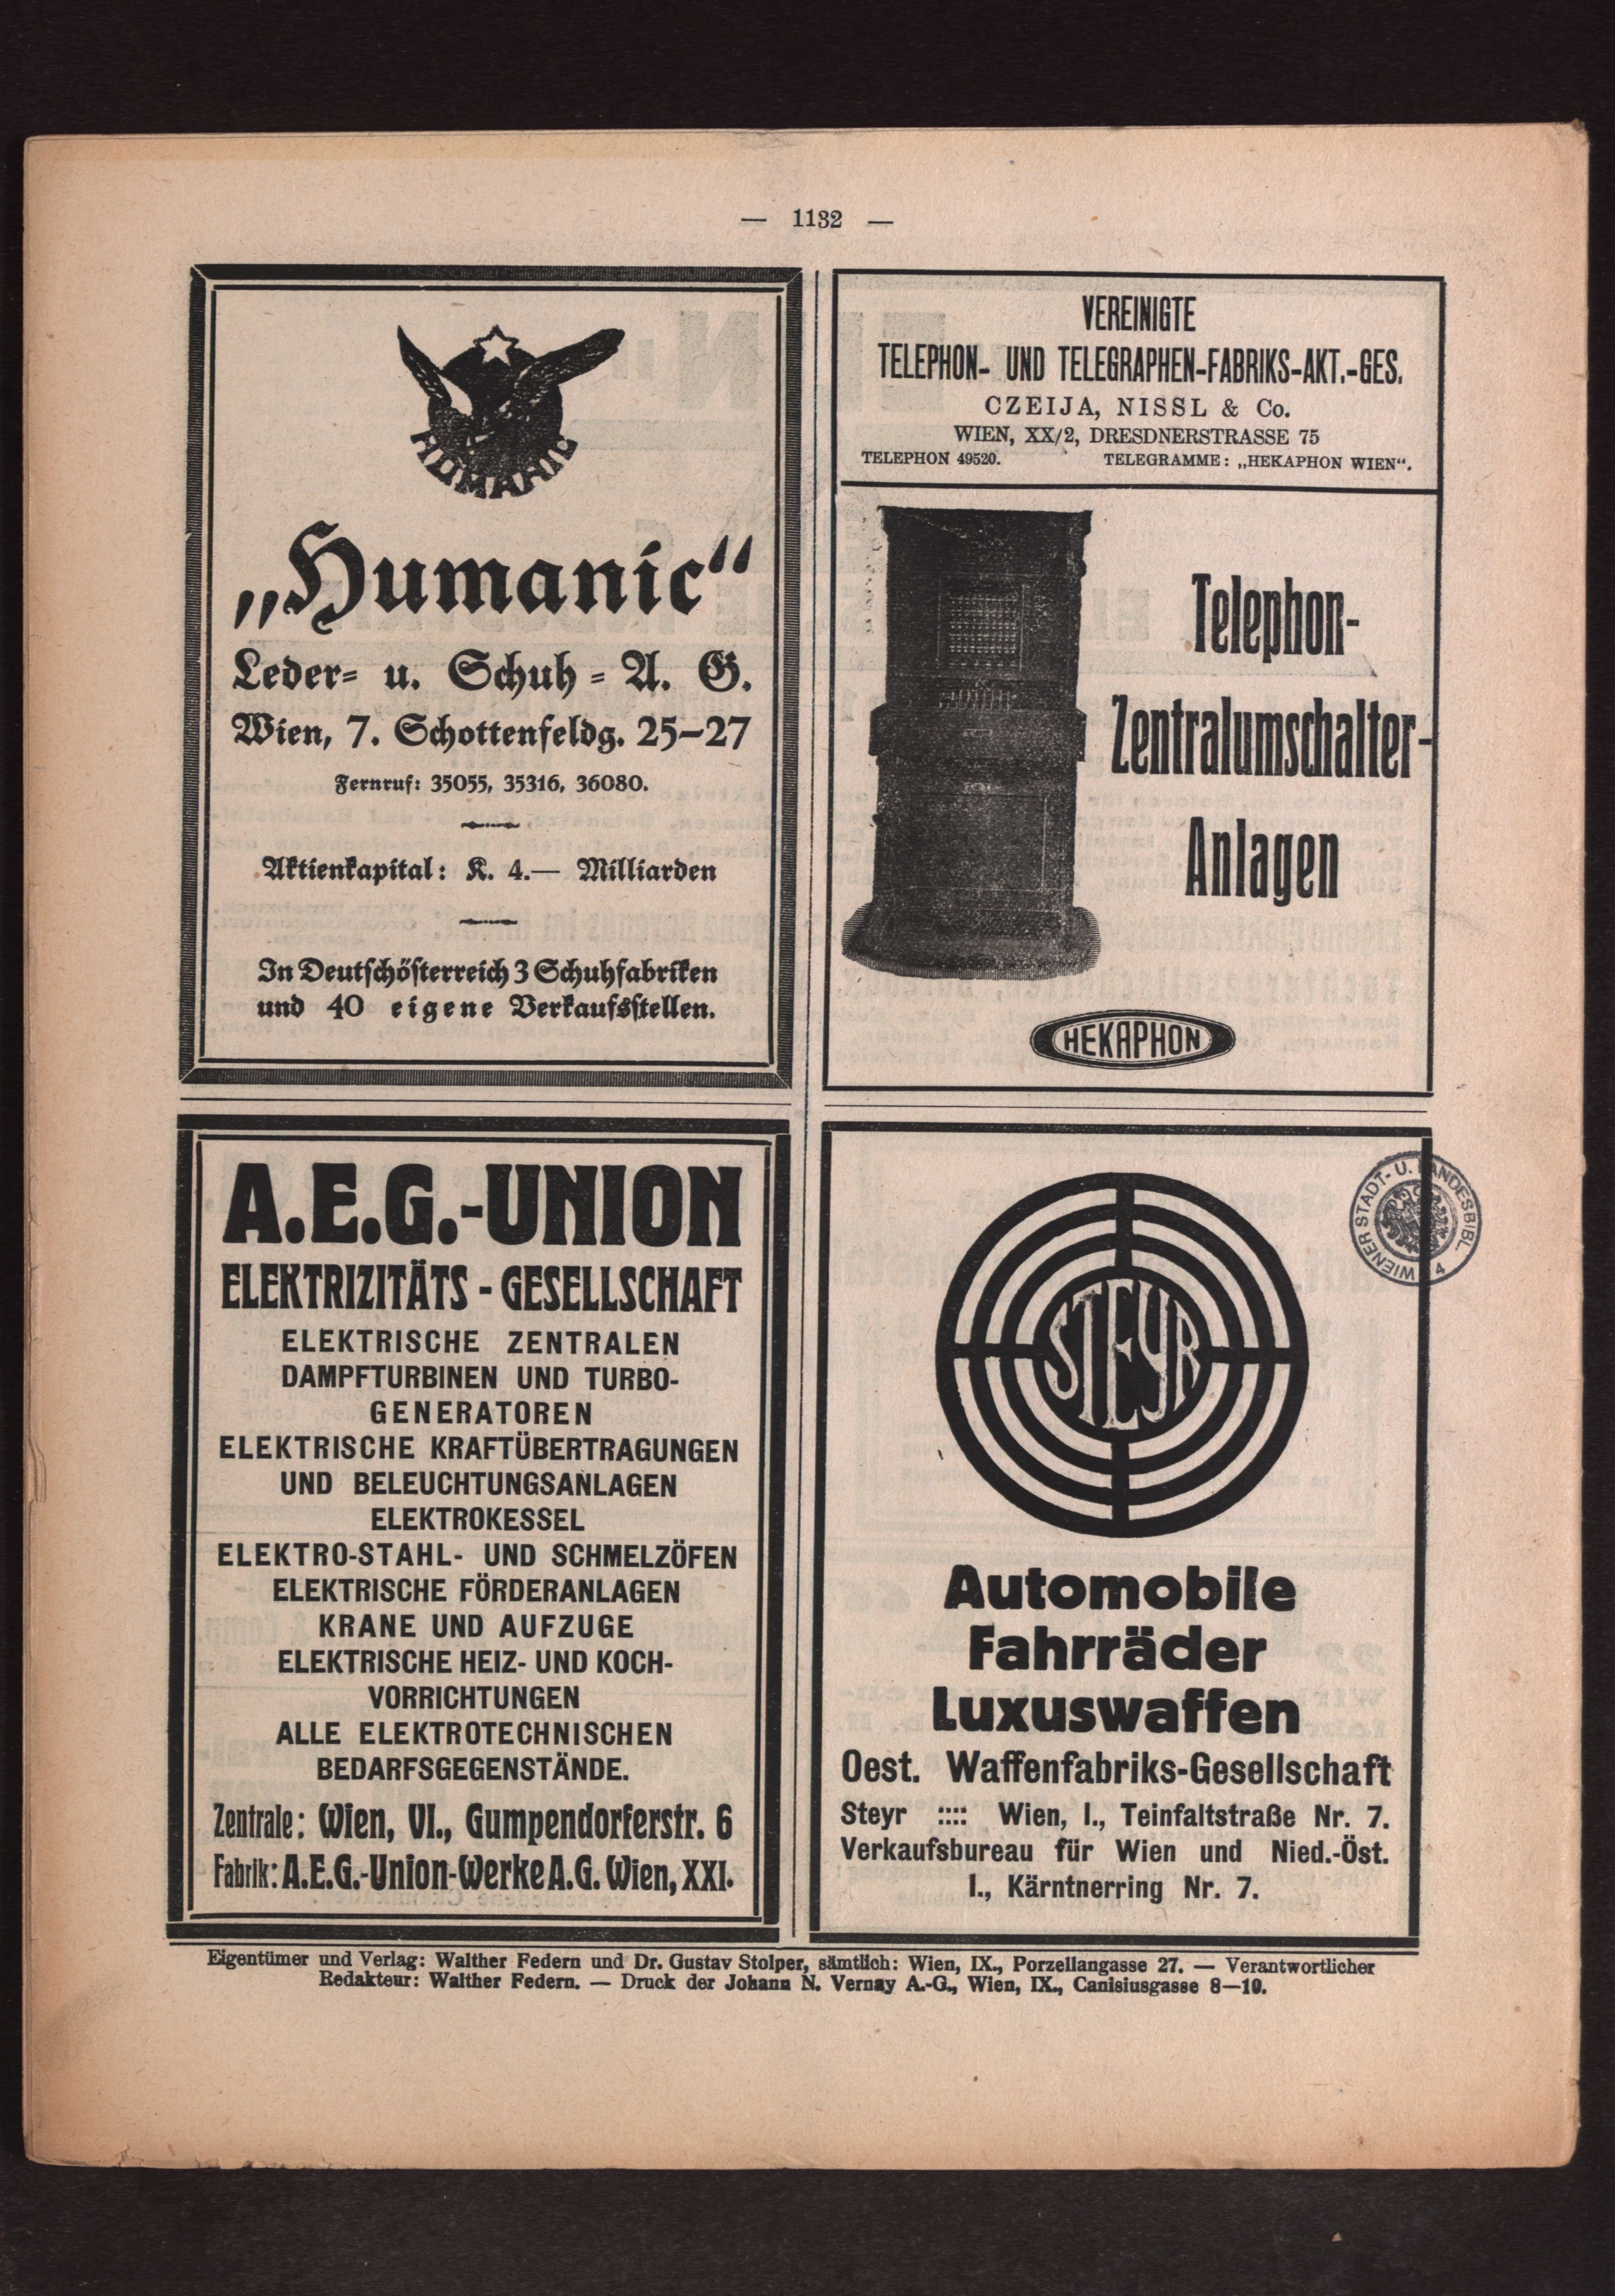 — 1132 —
HUMANIC
„Humanic“
Leder- u. Schuh-A. G.
Wien, 7. Schottenfeldg. 25–27
Fernruf: 35055, 35316, 36080.
Aktienkapital: K. 4.— Milliarden
In Deutschösterreich 3 Schuhfabriken
und 40 eigene Verkaufsstellen.
VEREINIGTE
TELEPHON- UND TELEGRAPHEN-FABRIKS-AKT.-GES.
CZEIJA, NISSL & Co.
WIEN, XX/2, DRESDNERSTRASSE 75
TELEPHON 49520. TELEGRAMME: „HEKAPHON WIEN“.
Telephon-
Zentralumschalter-
Anlagen
HEKAPHON
A.E.G.-UNION
ELEKTRIZITÄTS-GESELLSCHAFT
ELEKTRISCHE ZENTRALEN
DAMPFTURBINEN UND TURBO-
GENERATOREN
ELEKTRISCHE KRAFTÜBERTRAGUNGEN
UND BELEUCHTUNGSANLAGEN
ELEKTROKESSEL
ELEKTRO-STAHL- UND SCHMELZÖFEN
ELEKTRISCHE FÖRDERANLAGEN
KRANE UND AUFZUGE
ELEKTRISCHE HEIZ- UND KOCH-
VORRICHTUNGEN
ALLE ELEKTROTECHNISCHEN
BEDARFSGEGENSTÄNDE.
Zentrale: Wien, VI., Gumpendorferstr. 6
Fabrik: A.E.G.-Union-Werke A.G. Wien, XXI.
WIENER STADT- U. LANDESBIBL.
4
STEYR
Automobile
Fahrräder
Luxuswaffen
Oest. Waffenfabriks-Gesellschaft
Steyr :::: Wien, I., Teinfaltstraße Nr. 7.
Verkaufsbureau für Wien und Nied.-Öst.
I., Kärntnerring Nr. 7.
Eigentümer und Verlag: Walther Federn und Dr. Gustav Stolper, sämtlich: Wien, IX., Porzellangasse 27. — Verantwortlicher
Redakteur: Walther Federn. — Druck der Johann N. Vernay A.-G., Wien, IX., Canisiusgasse 8—10.